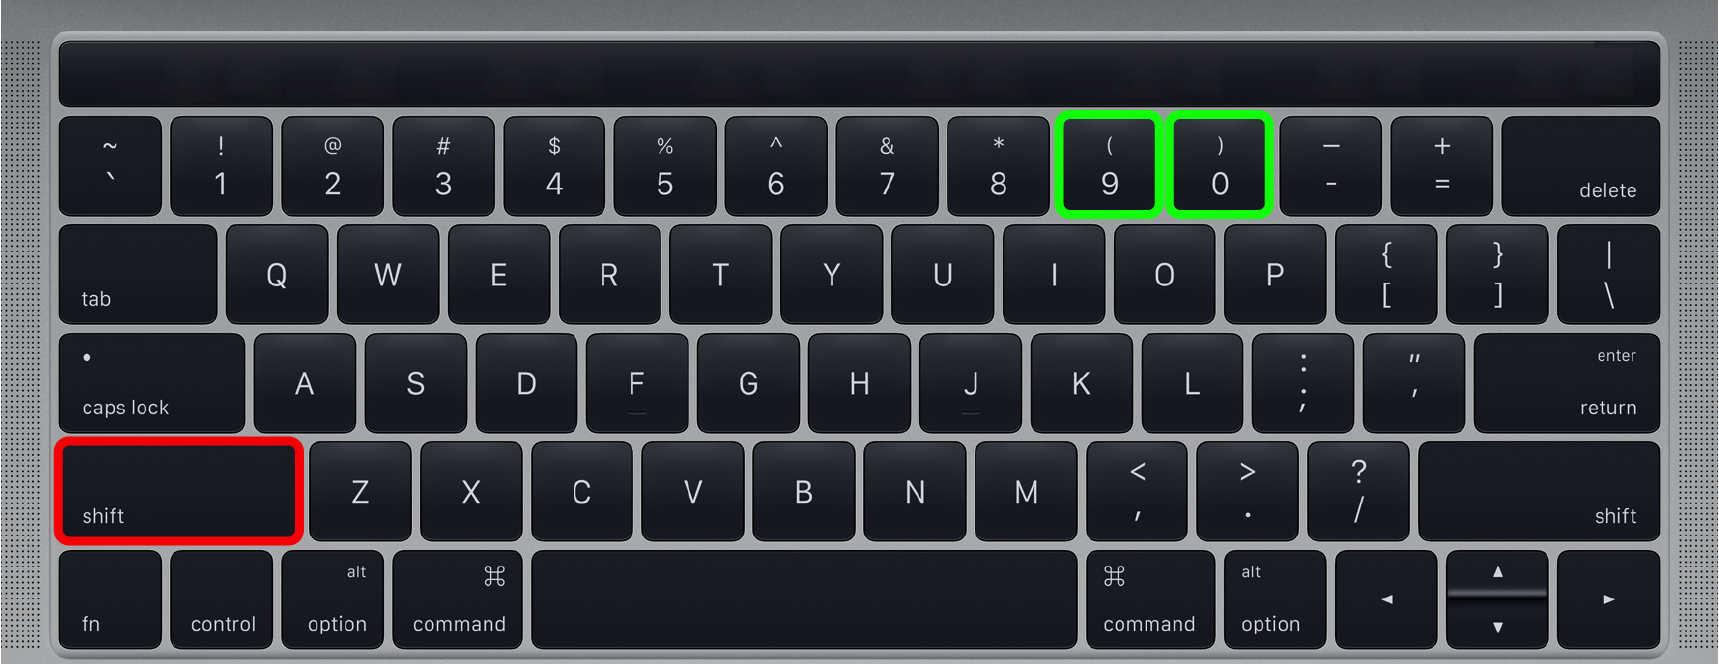 ~ ! @ # $ % ^ & * ( ) — +
` 1 2 3 4 5 6 7 8 9 0 - = delete
tab Q W E R T Y U I O P { [ } ] | \
caps lock A S D F G H J K L : ; " ' enter return
shift Z X C V B N M < , > . ? / shift
fn control alt option ⌘ command ⌘ command alt option ◄ ▲ ▼ ►